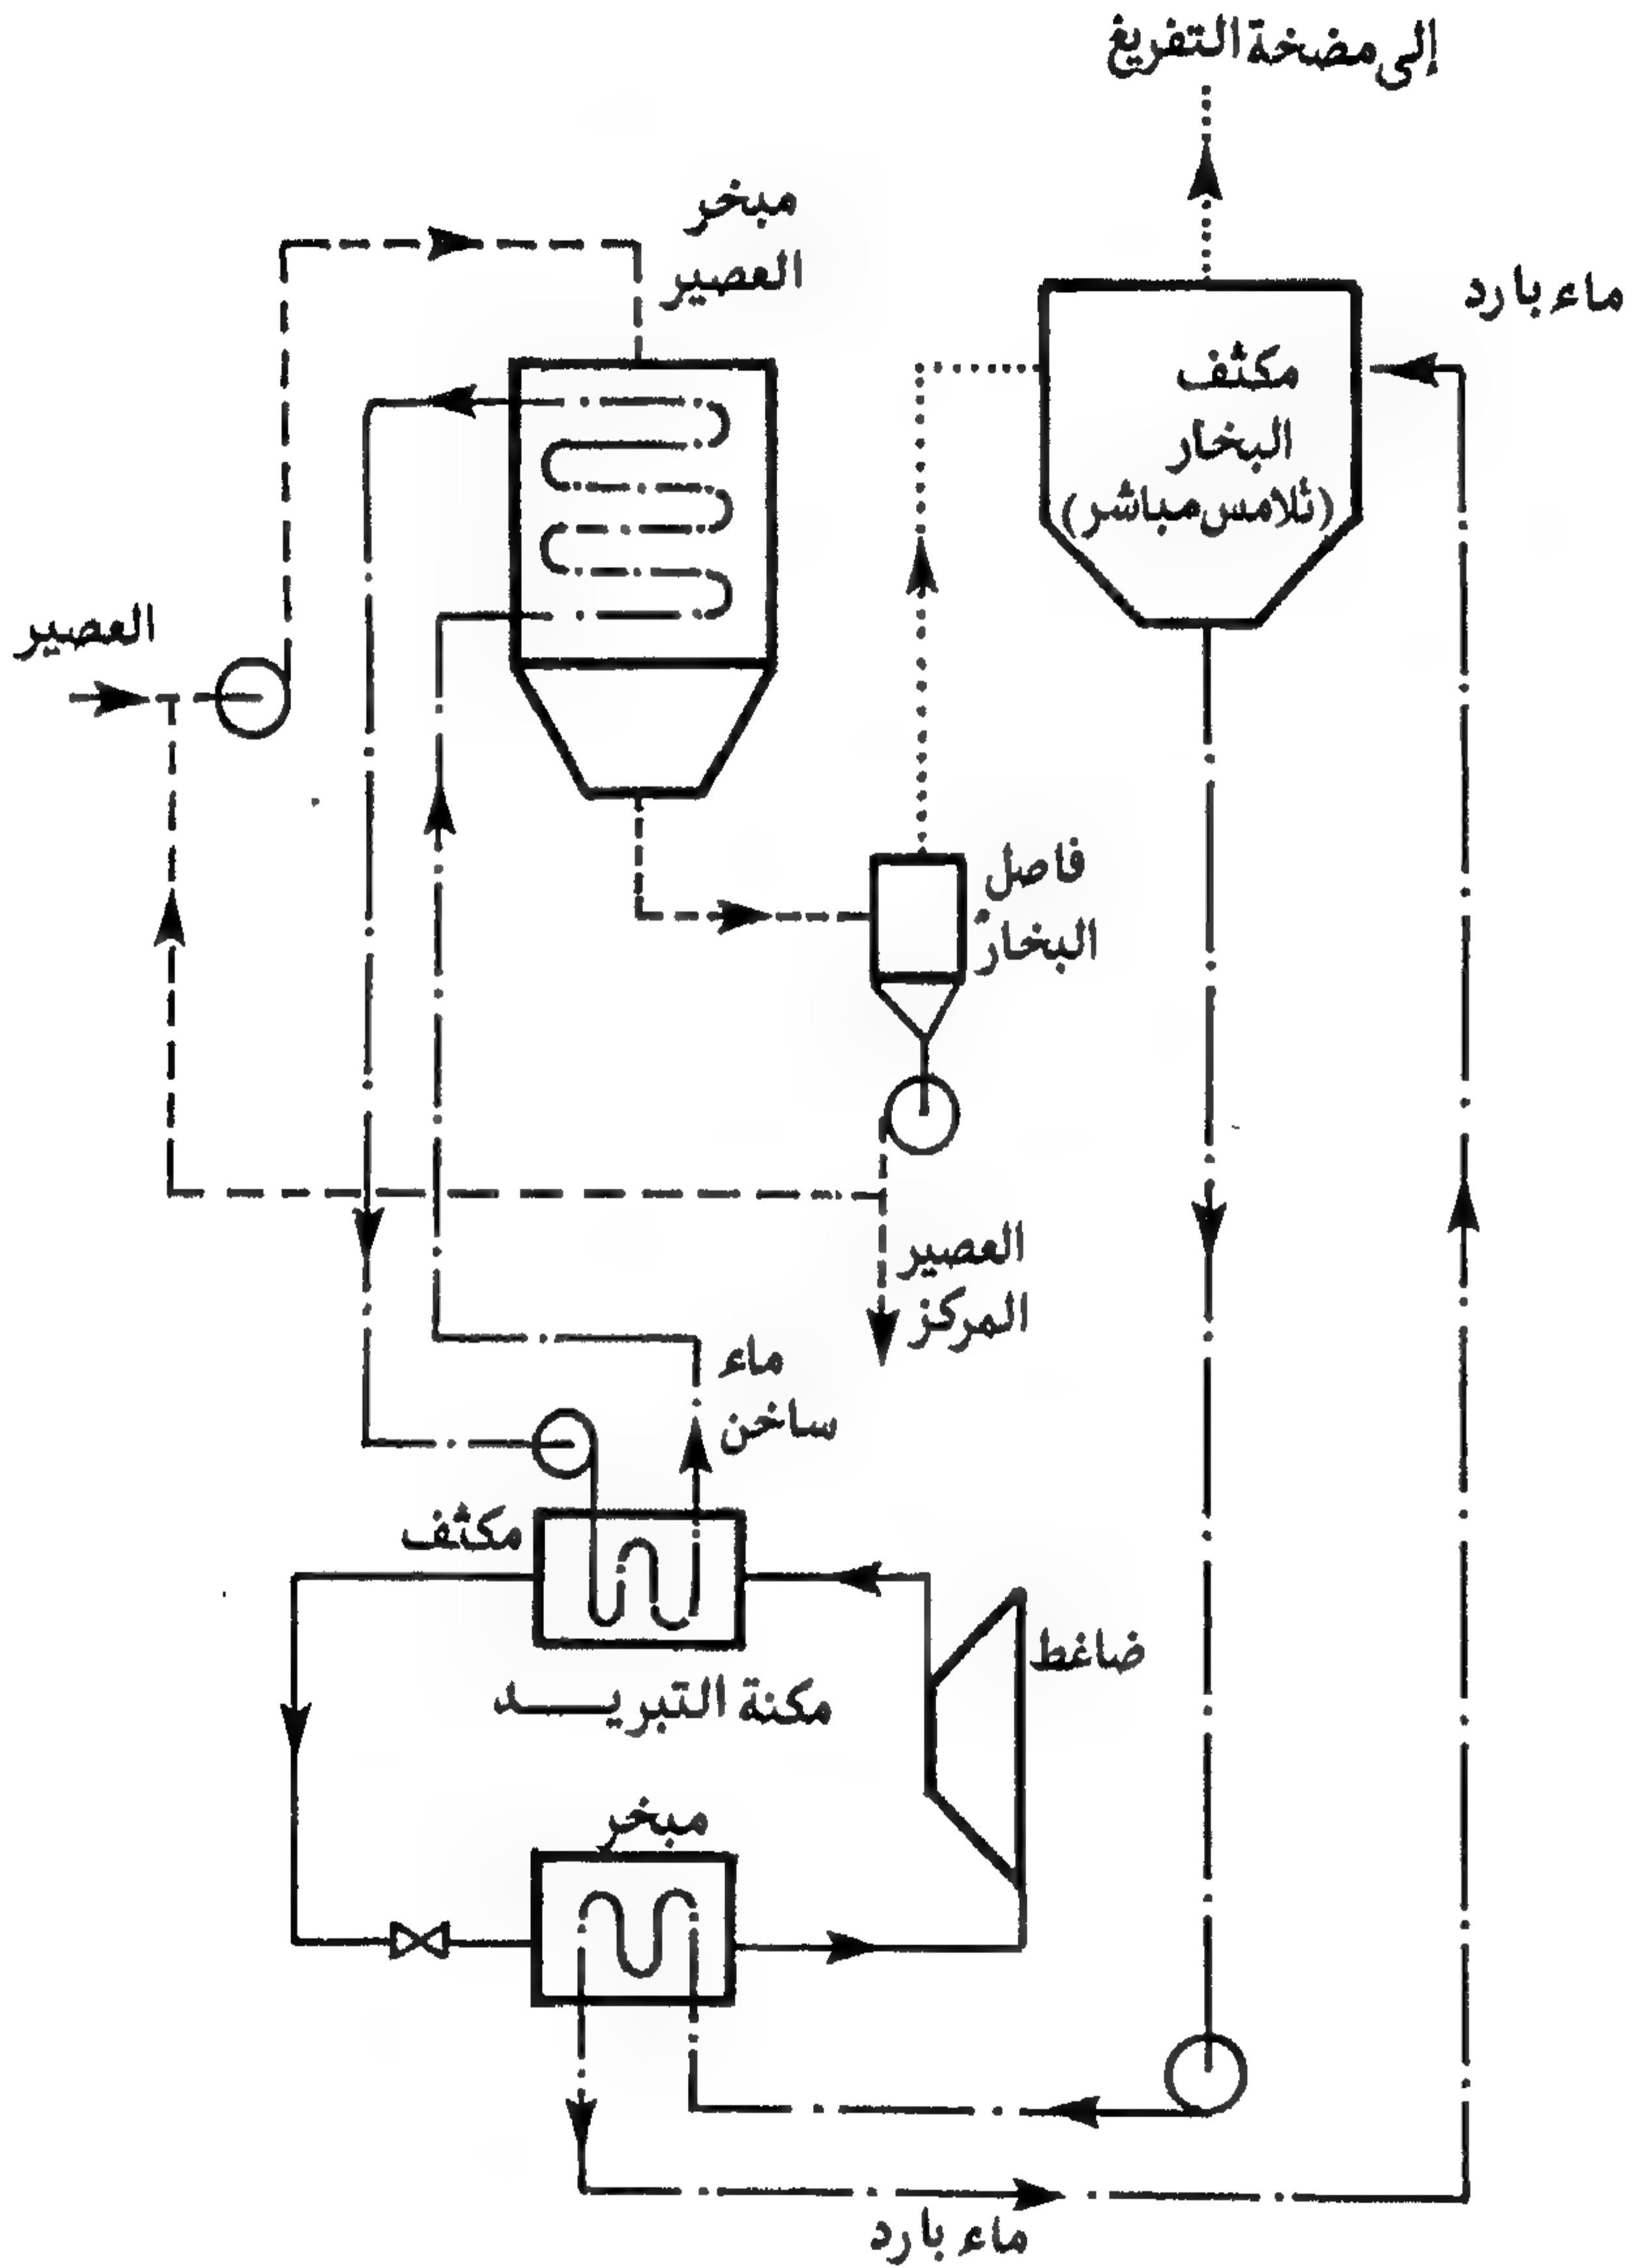 إلى مضخة التفريغ
مبخر
العصير
ماء بارد
مكثف
البخار
(تلامس مباشر)
العصير
فاصل
البخار
العصير
المركز
ماء
ساخن
مكثف
ضاغط
مكنة التبريــــد
مبخر
ماء بارد